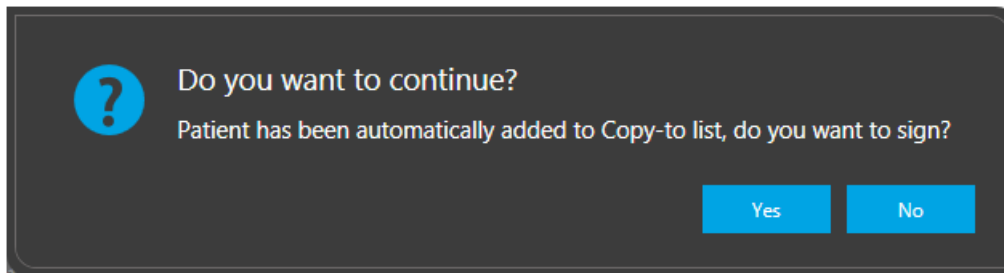 ?
Do you want to continue?
Patient has been automatically added to Copy-to list, do you want to sign?
Yes
No